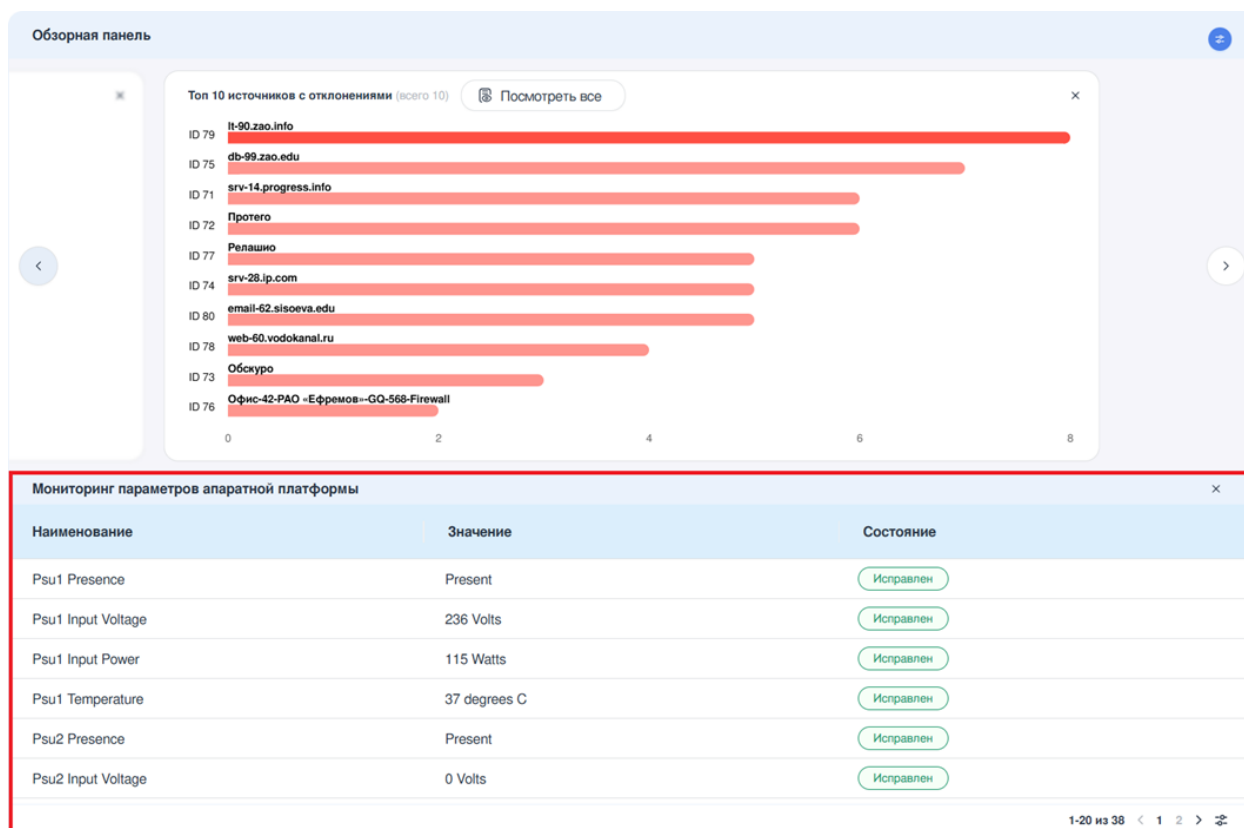 Обзорная панель
Топ 10 источников с отклонениями (всего 10) Посмотреть все
ID 79 lt-90.zao.info
ID 75 db-99.zao.edu
ID 71 srv-14.progress.info
ID 72 Протего
ID 77 Релашио
ID 74 srv-28.ip.com
ID 80 email-62.sisoeva.edu
ID 78 web-60.vodokanal.ru
ID 73 Обскуро
ID 76 Офис-42-РАО «Ефремов»-GQ-568-Firewall
0 2 4 6 8
Мониторинг параметров апаратной платформы
Наименование Значение Состояние
Psu1 Presence Present Исправлен
Psu1 Input Voltage 236 Volts Исправлен
Psu1 Input Power 115 Watts Исправлен
Psu1 Temperature 37 degrees C Исправлен
Psu2 Presence Present Исправлен
Psu2 Input Voltage 0 Volts Исправлен
1-20 из 38 < 1 2 >